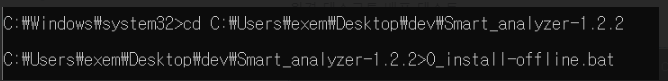 C:₩Windows₩system32>cd C:₩Users₩exem₩Desktop₩dev₩Smart_analyzer-1.2.2
C:₩Users₩exem₩Desktop₩dev₩Smart_analyzer-1.2.2>0_install-offline.bat